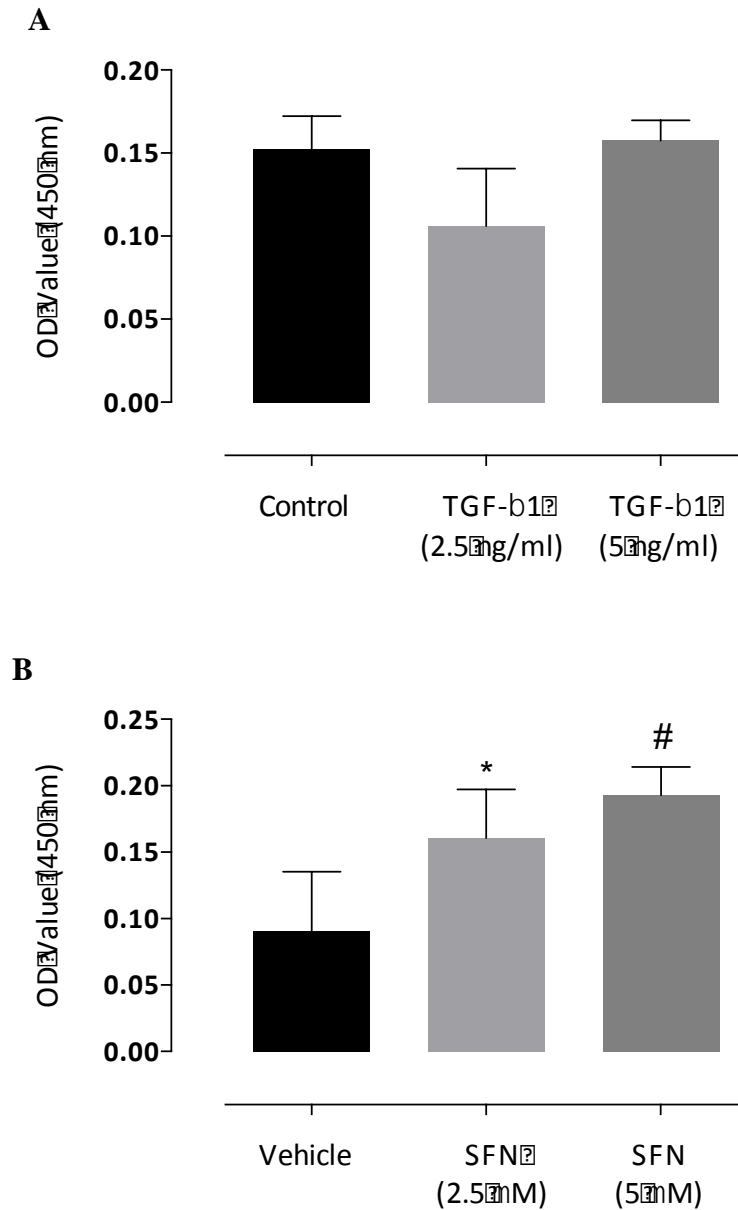 A
0.20
0.15
0.10
0.05
0.00
OD�Value�(450�nm)
Control
TGF-b1�
(2.5�ng/ml)
TGF-b1�
(5�ng/ml)
B
0.25
0.20
0.15
0.10
0.05
0.00
OD�Value�(450�nm)
*
#
Vehicle
SFN�
(2.5�mM)
SFN
(5�mM)